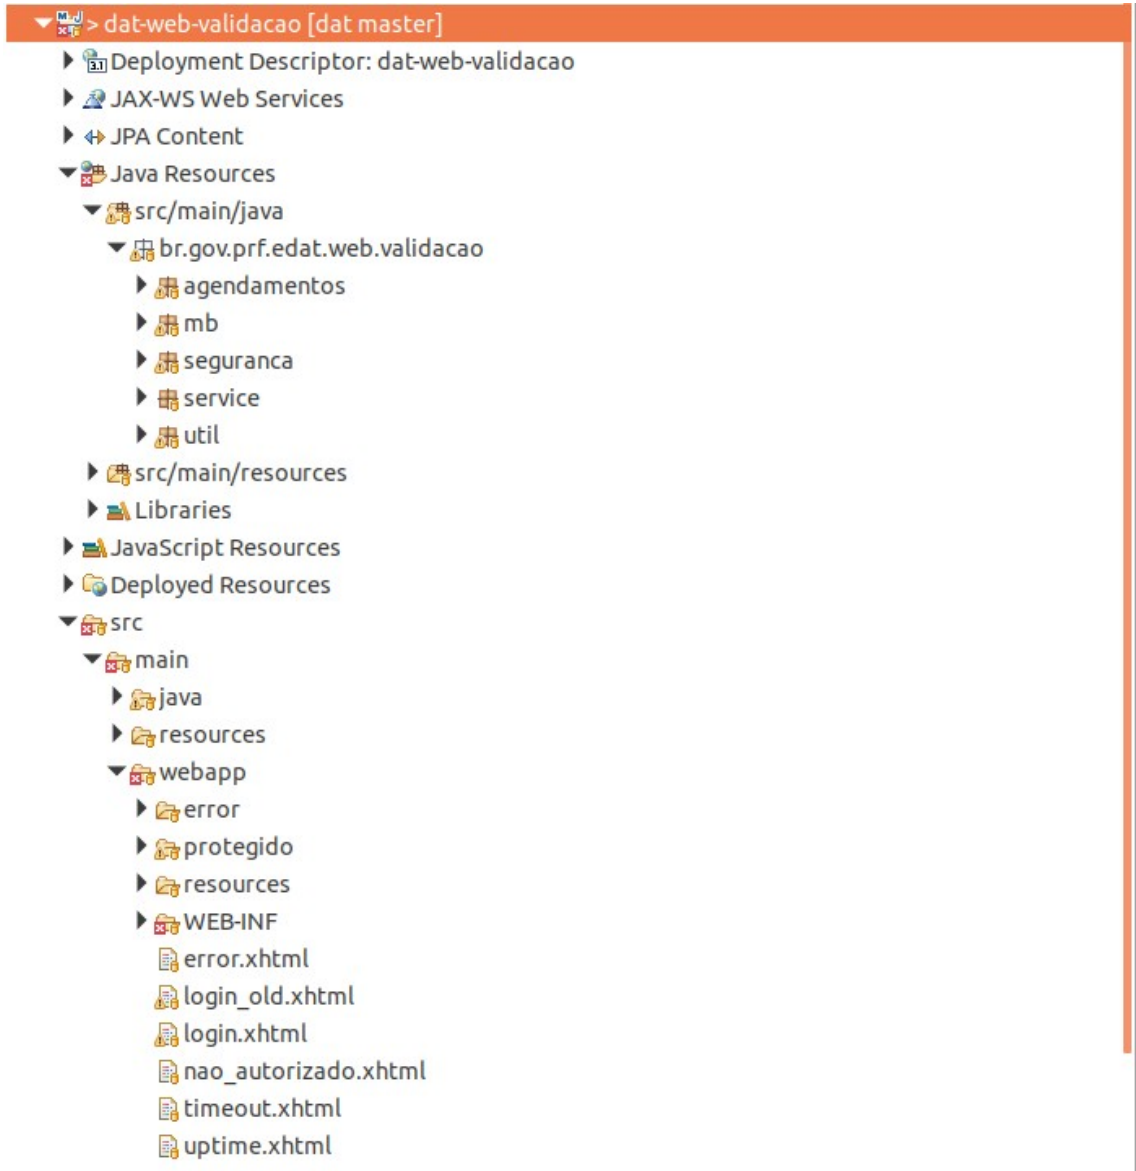 > dat-web-validacao [dat master]
Deployment Descriptor: dat-web-validacao
JAX-WS Web Services
JPA Content
Java Resources
src/main/java
br.gov.prf.edat.web.validacao
agendamentos
mb
seguranca
service
util
src/main/resources
Libraries
JavaScript Resources
Deployed Resources
src
main
java
resources
webapp
error
protegido
resources
WEB-INF
error.xhtml
login_old.xhtml
login.xhtml
nao_autorizado.xhtml
timeout.xhtml
uptime.xhtml